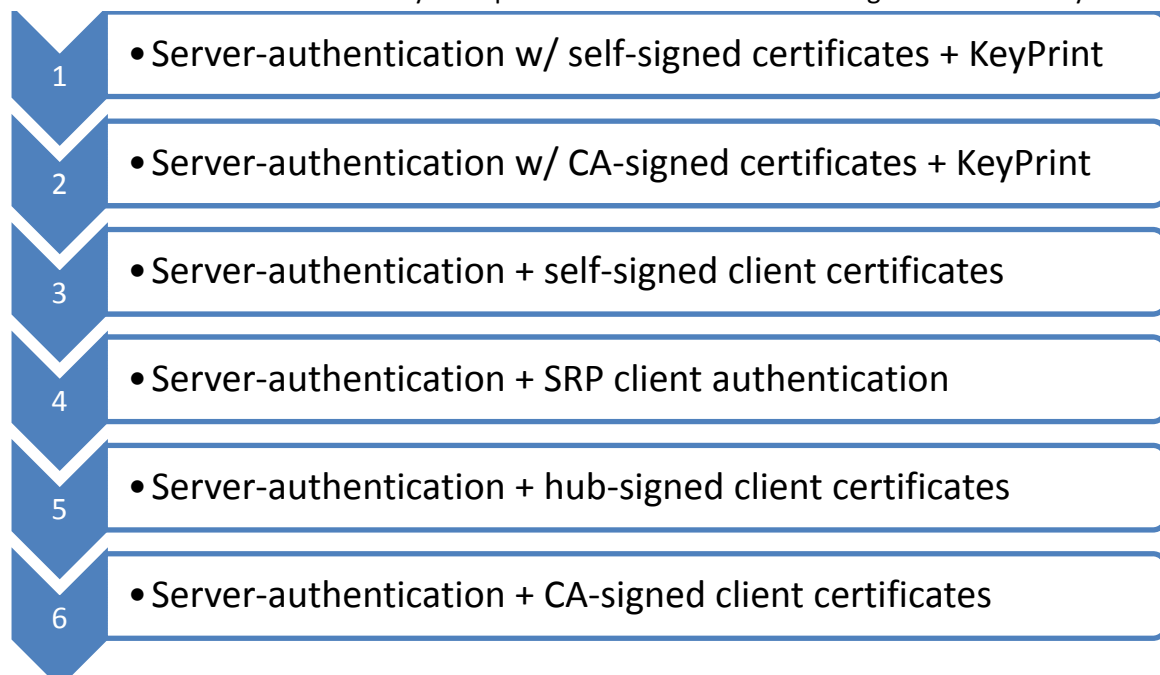 1
• Server-authentication w/ self-signed certificates + KeyPrint
2
• Server-authentication w/ CA-signed certificates + KeyPrint
3
• Server-authentication + self-signed client certificates
4
• Server-authentication + SRP client authentication
5
• Server-authentication + hub-signed client certificates
6
• Server-authentication + CA-signed client certificates